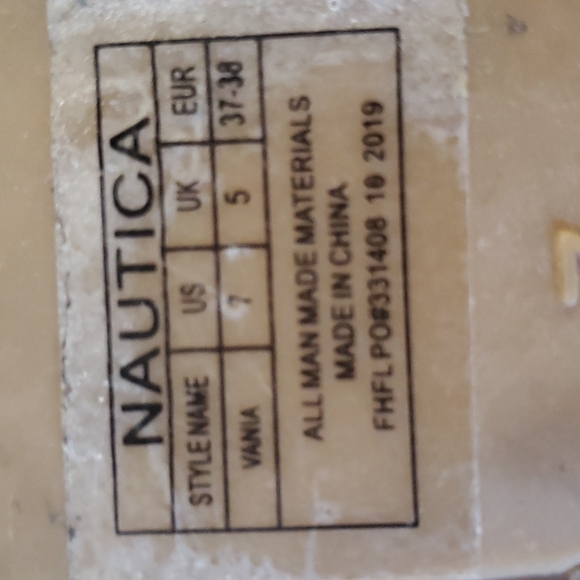 NAUTICA
STYLE NAME US UK EUR
VANIA 7 5 37-38
ALL MAN MADE MATERIALS
MADE IN CHINA
FHFL PO#331408 10 2019
7